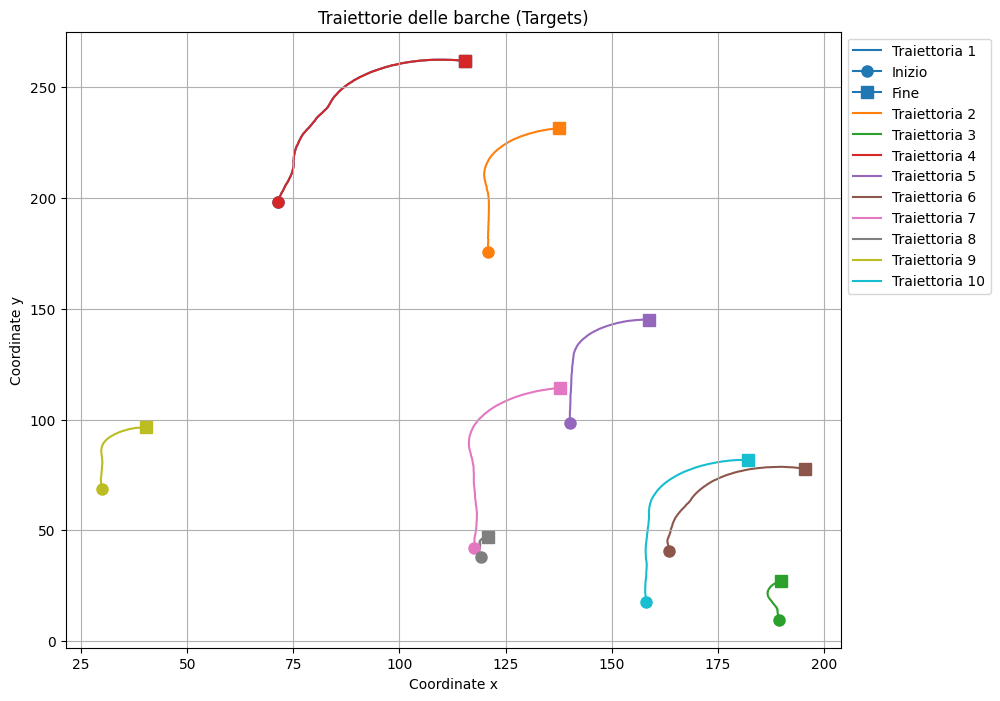 Traiettorie delle barche (Targets)
Coordinate y
250
200
150
100
50
0
25
50
75
100
125
150
175
200
Coordinate x
Traiettoria 1
Inizio
Fine
Traiettoria 2
Traiettoria 3
Traiettoria 4
Traiettoria 5
Traiettoria 6
Traiettoria 7
Traiettoria 8
Traiettoria 9
Traiettoria 10